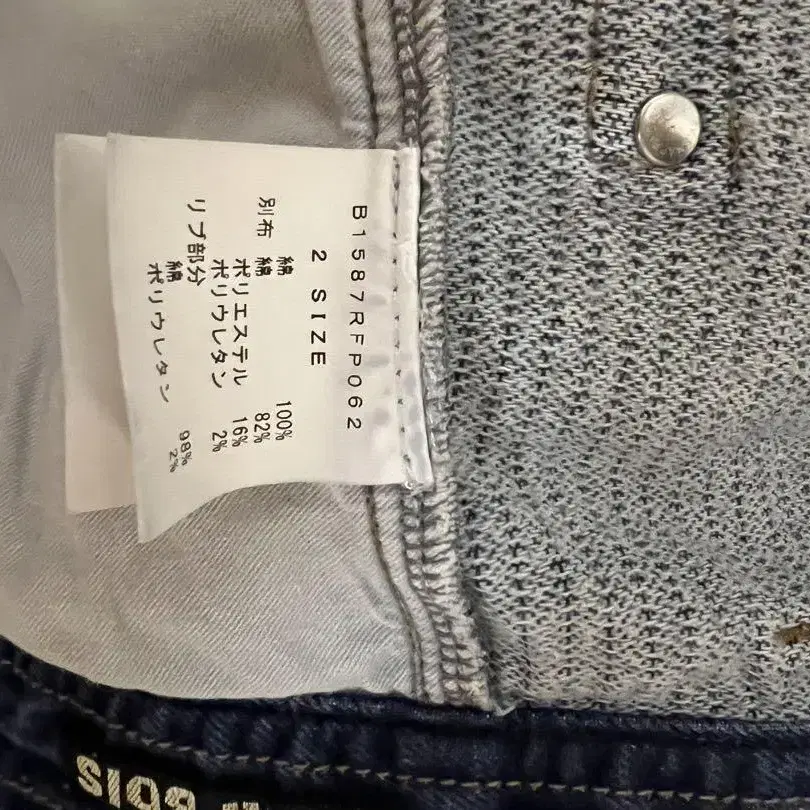 B1587RFP062
2 SIZE
綿 100%
別布 綿 82%
ポリエステル 16%
ポリウレタン 2%
リブ部分
綿 98%
ポリウレタン 2%